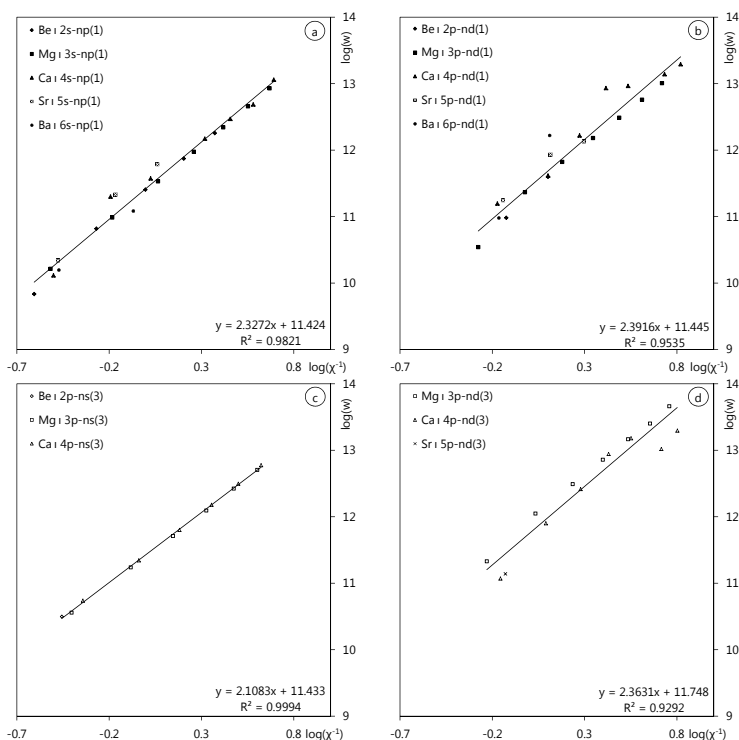 a
Be I 2s-np(1)
Mg I 3s-np(1)
Ca I 4s-np(1)
Sr I 5s-np(1)
Ba I 6s-np(1)
14
13
12
11
10
9
log(w)
y = 2.3272x + 11.424
R² = 0.9821
-0.7 -0.2 0.3 log(χ⁻¹) 0.8
b
Be I 2p-nd(1)
Mg I 3p-nd(1)
Ca I 4p-nd(1)
Sr I 5p-nd(1)
Ba I 6p-nd(1)
14
13
12
11
10
9
log(w)
y = 2.3916x + 11.445
R² = 0.9535
-0.7 -0.2 0.3 log(χ⁻¹) 0.8
c
Be I 2p-ns(3)
Mg I 3p-ns(3)
Ca I 4p-ns(3)
14
13
12
11
10
9
log(w)
y = 2.1083x + 11.433
R² = 0.9994
-0.7 -0.2 0.3 log(χ⁻¹) 0.8
d
Mg I 3p-nd(3)
Ca I 4p-nd(3)
Sr I 5p-nd(3)
14
13
12
11
10
9
log(w)
y = 2.3631x + 11.748
R² = 0.9292
-0.7 -0.2 0.3 log(χ⁻¹) 0.8